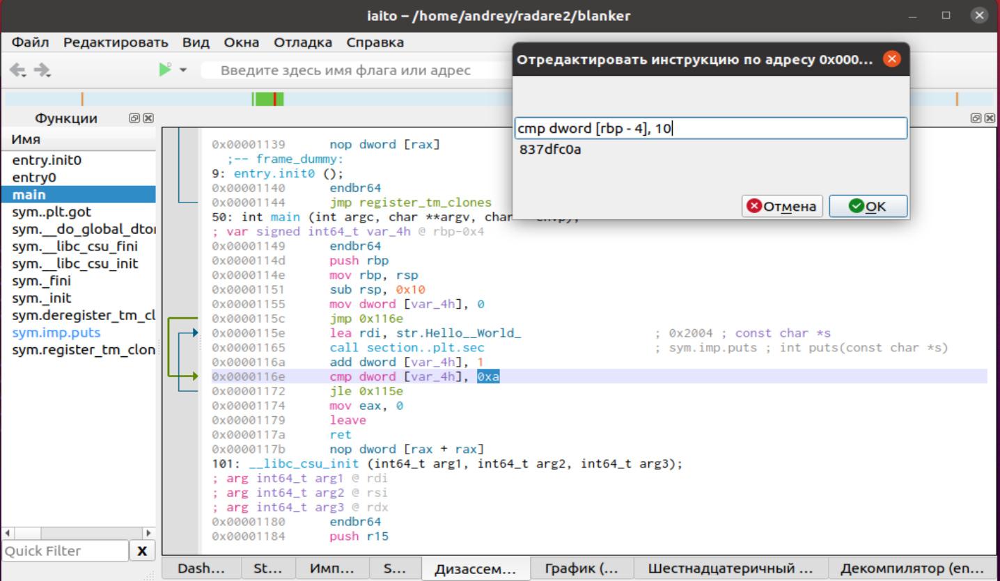 iaito – /home/andrey/radare2/blanker
Файл Редактировать Вид Окна Отладка Справка
Введите здесь имя флага или адрес
Отредактировать инструкцию по адресу 0x000...
cmp dword [rbp - 4], 10
837dfc0a
Отмена OK
Функции
Имя
entry.init0
entry0
main
sym..plt.got
sym.__do_global_dtor
sym.__libc_csu_fini
sym.__libc_csu_init
sym._fini
sym._init
sym.deregister_tm_cl
sym.imp.puts
sym.register_tm_clon
Quick Filter X
0x00001139 nop dword [rax]
;-- frame_dummy:
9: entry.init0 ();
0x00001140 endbr64
0x00001144 jmp register_tm_clones
50: int main (int argc, char **argv, char
; var signed int64_t var_4h @ rbp-0x4
0x00001149 endbr64
0x0000114d push rbp
0x0000114e mov rbp, rsp
0x00001151 sub rsp, 0x10
0x00001155 mov dword [var_4h], 0
0x0000115c jmp 0x116e
0x0000115e lea rdi, str.Hello__World_ ; 0x2004 ; const char *s
0x00001165 call section..plt.sec ; sym.imp.puts ; int puts(const char *s)
0x0000116a add dword [var_4h], 1
0x0000116e cmp dword [var_4h], 0xa
0x00001172 jle 0x115e
0x00001174 mov eax, 0
0x00001179 leave
0x0000117a ret
0x0000117b nop dword [rax + rax]
101: __libc_csu_init (int64_t arg1, int64_t arg2, int64_t arg3);
; arg int64_t arg1 @ rdi
; arg int64_t arg2 @ rsi
; arg int64_t arg3 @ rdx
0x00001180 endbr64
0x00001184 push r15
Dash... St... Имп... S... Дизассем... График (... Шестнадцатеричный ... Декомпилятор (en...